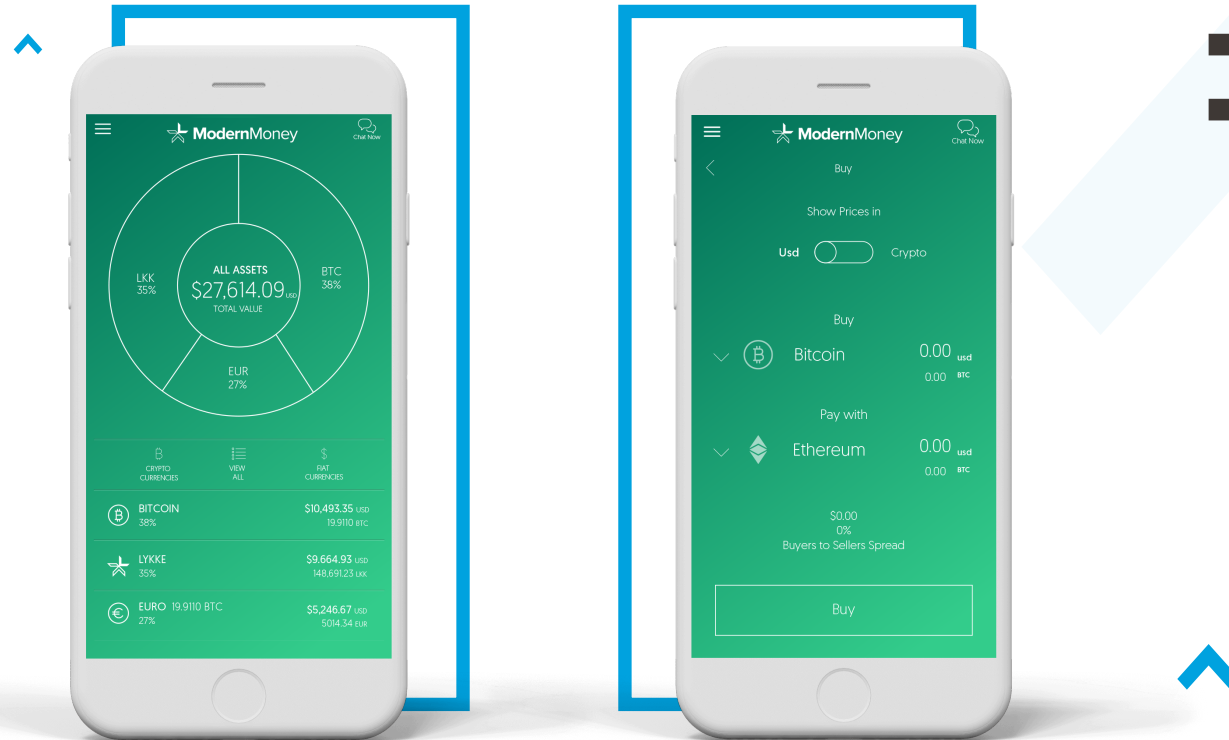 ModernMoney
Chat Now
LKK
35%
ALL ASSETS
$27,614.09 USD
TOTAL VALUE
BTC
38%
EUR
27%
CRYPTO
CURRENCIES
VIEW
ALL
FIAT
CURRENCIES
BITCOIN
$10,493.35 USD
38%
19.9110 BTC
LYKKE
$9.664.93 USD
35%
148,691.23 LKK
EURO 19.9110 BTC
$5,246.67 USD
27%
5014.34 EUR
ModernMoney
Chat Now
Buy
Show Prices in
Usd
Crypto
Buy
Bitcoin
0.00 usd
0.00 BTC
Pay with
Ethereum
0.00 usd
0.00 BTC
$0.00
0%
Buyers to Sellers Spread
Buy